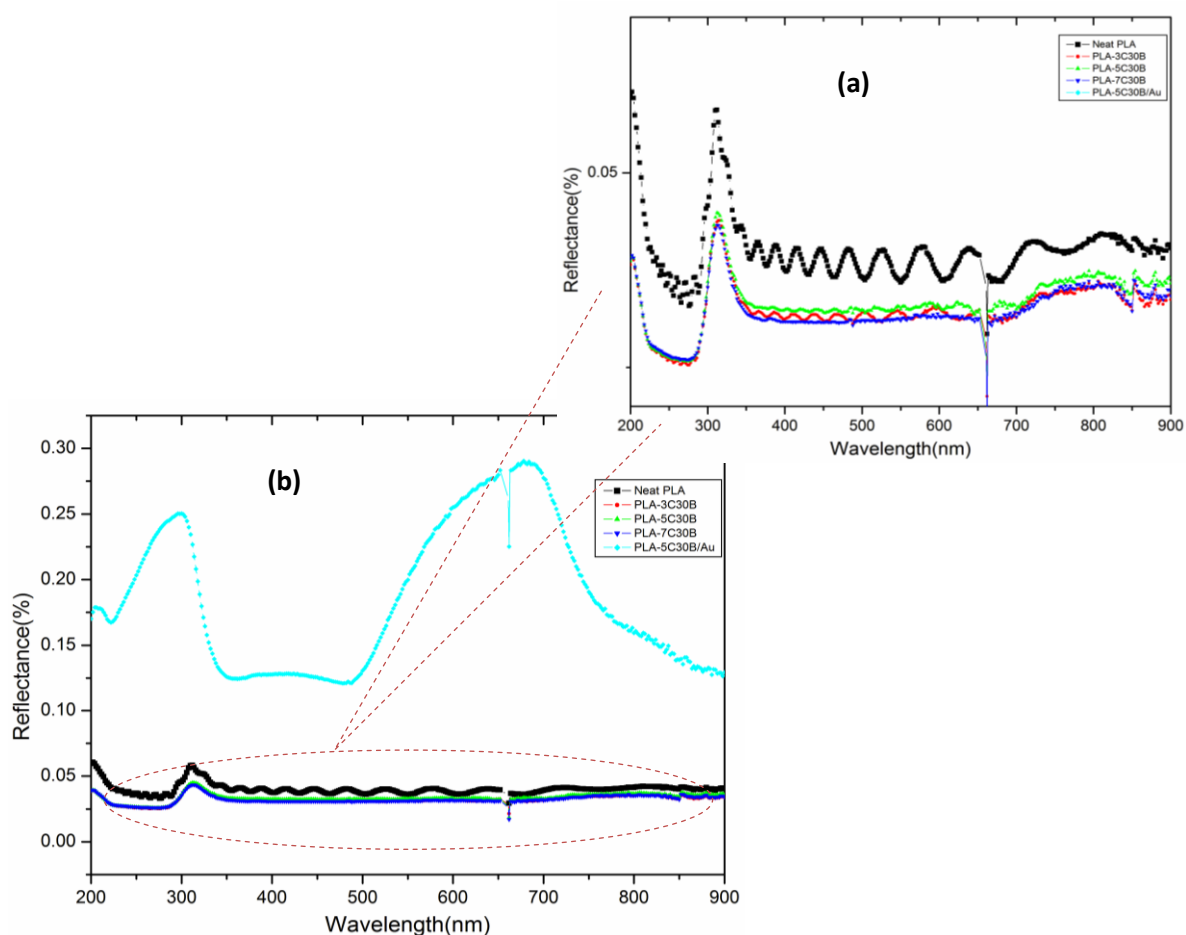 (a)
Neat PLA
PLA-3C30B
PLA-5C30B
PLA-7C30B
PLA-5C30B/Au
0.05
Reflectance(%)
200 300 400 500 600 700 800 900
Wavelength(nm)
(b)
Neat PLA
PLA-3C30B
PLA-5C30B
PLA-7C30B
PLA-5C30B/Au
0.30
0.25
0.20
0.15
0.10
0.05
0.00
Reflectance(%)
200 300 400 500 600 700 800 900
Wavelength(nm)